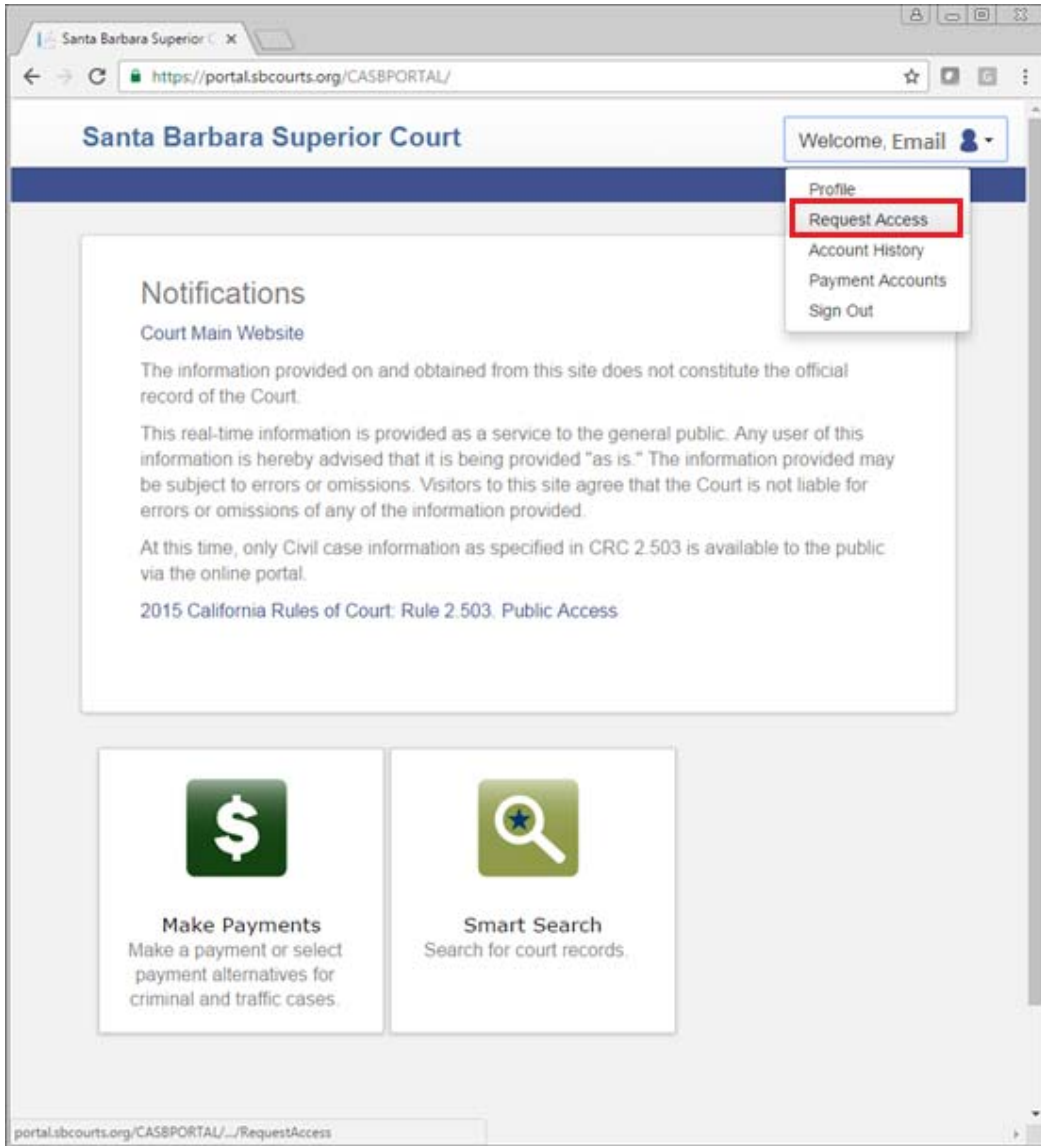 Santa Barbara Superior C
https://portal.sbcourts.org/CASBPORTAL/
Santa Barbara Superior Court
Welcome, Email
Profile
Request Access
Account History
Payment Accounts
Sign Out
Notifications
Court Main Website
The information provided on and obtained from this site does not constitute the official
record of the Court.
This real-time information is provided as a service to the general public. Any user of this
information is hereby advised that it is being provided "as is." The information provided may
be subject to errors or omissions. Visitors to this site agree that the Court is not liable for
errors or omissions of any of the information provided.
At this time, only Civil case information as specified in CRC 2.503 is available to the public
via the online portal.
2015 California Rules of Court: Rule 2.503. Public Access
$
Make Payments
Make a payment or select
payment alternatives for
criminal and traffic cases.
Smart Search
Search for court records.
portal.sbcourts.org/CASBPORTAL/.../RequestAccess